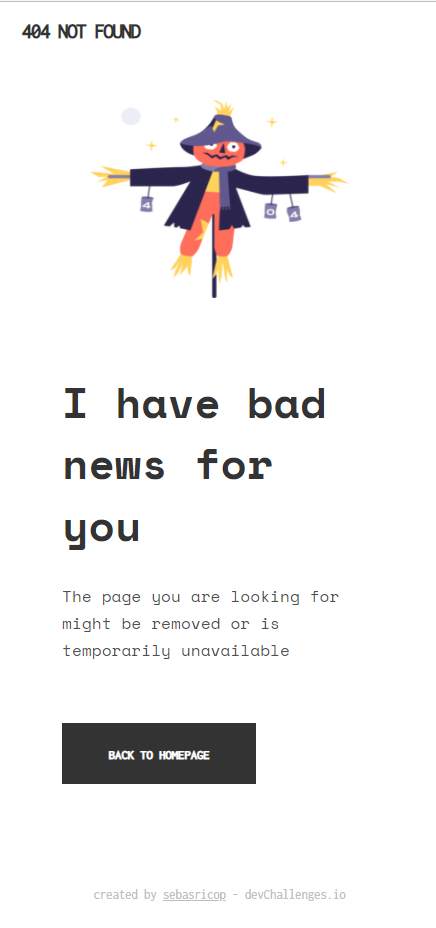 404 NOT FOUND
4
0 4
I have bad
news for
you
The page you are looking for
might be removed or is
temporarily unavailable
BACK TO HOMEPAGE
created by sebasricop - devChallenges.io